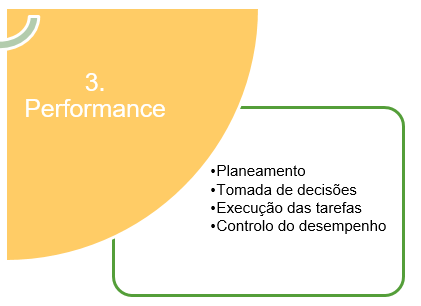 3.
Performance
•Planeamento
•Tomada de decisões
•Execução das tarefas
•Controlo do desempenho